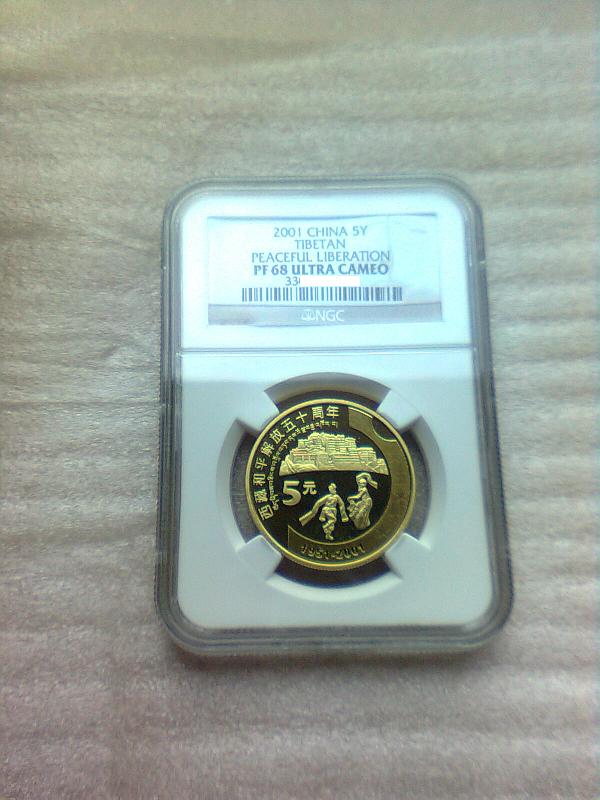 2001 CHINA 5Y
TIBETAN
PEACEFUL LIBERATION
PF 68 ULTRA CAMEO
33
NGC
西藏和平解放五十周年
5元
1951-2001